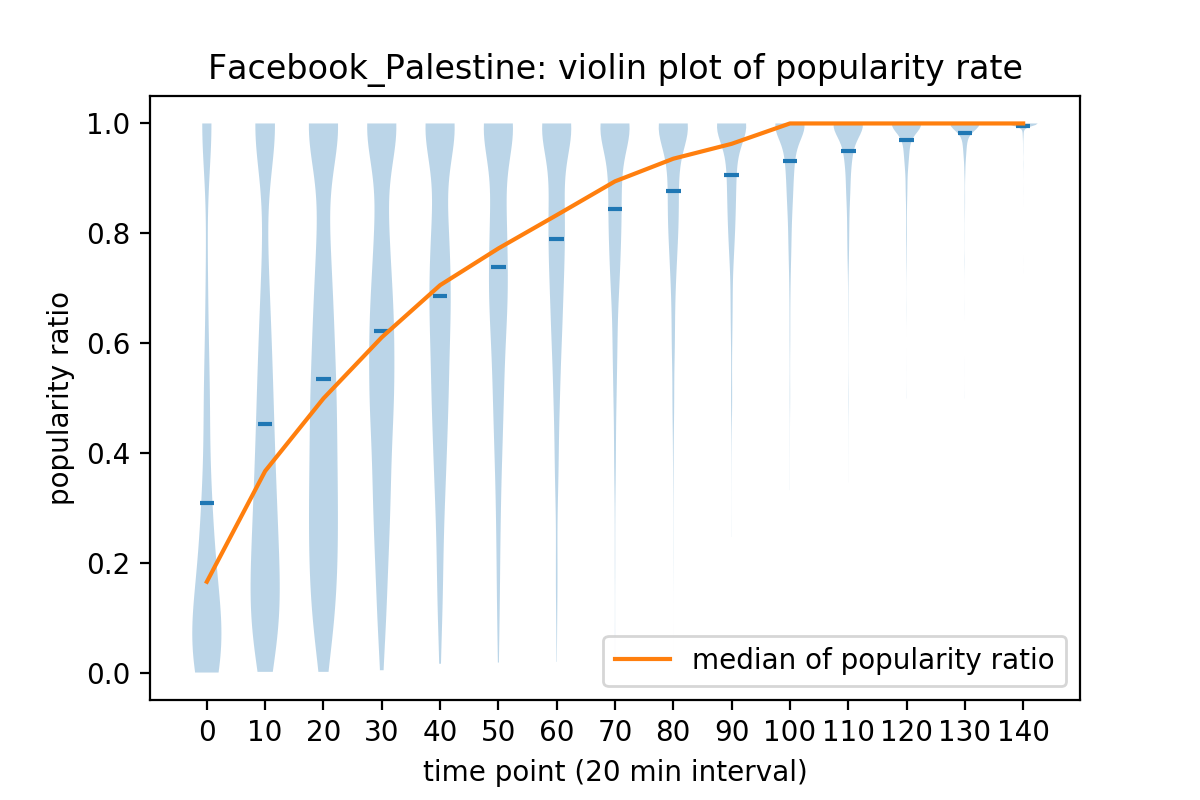 Facebook_Palestine: violin plot of popularity rate
1.0
0.8
0.6
0.4
0.2
0.0
popularity ratio
median of popularity ratio
0 10 20 30 40 50 60 70 80 90 100 110 120 130 140
time point (20 min interval)